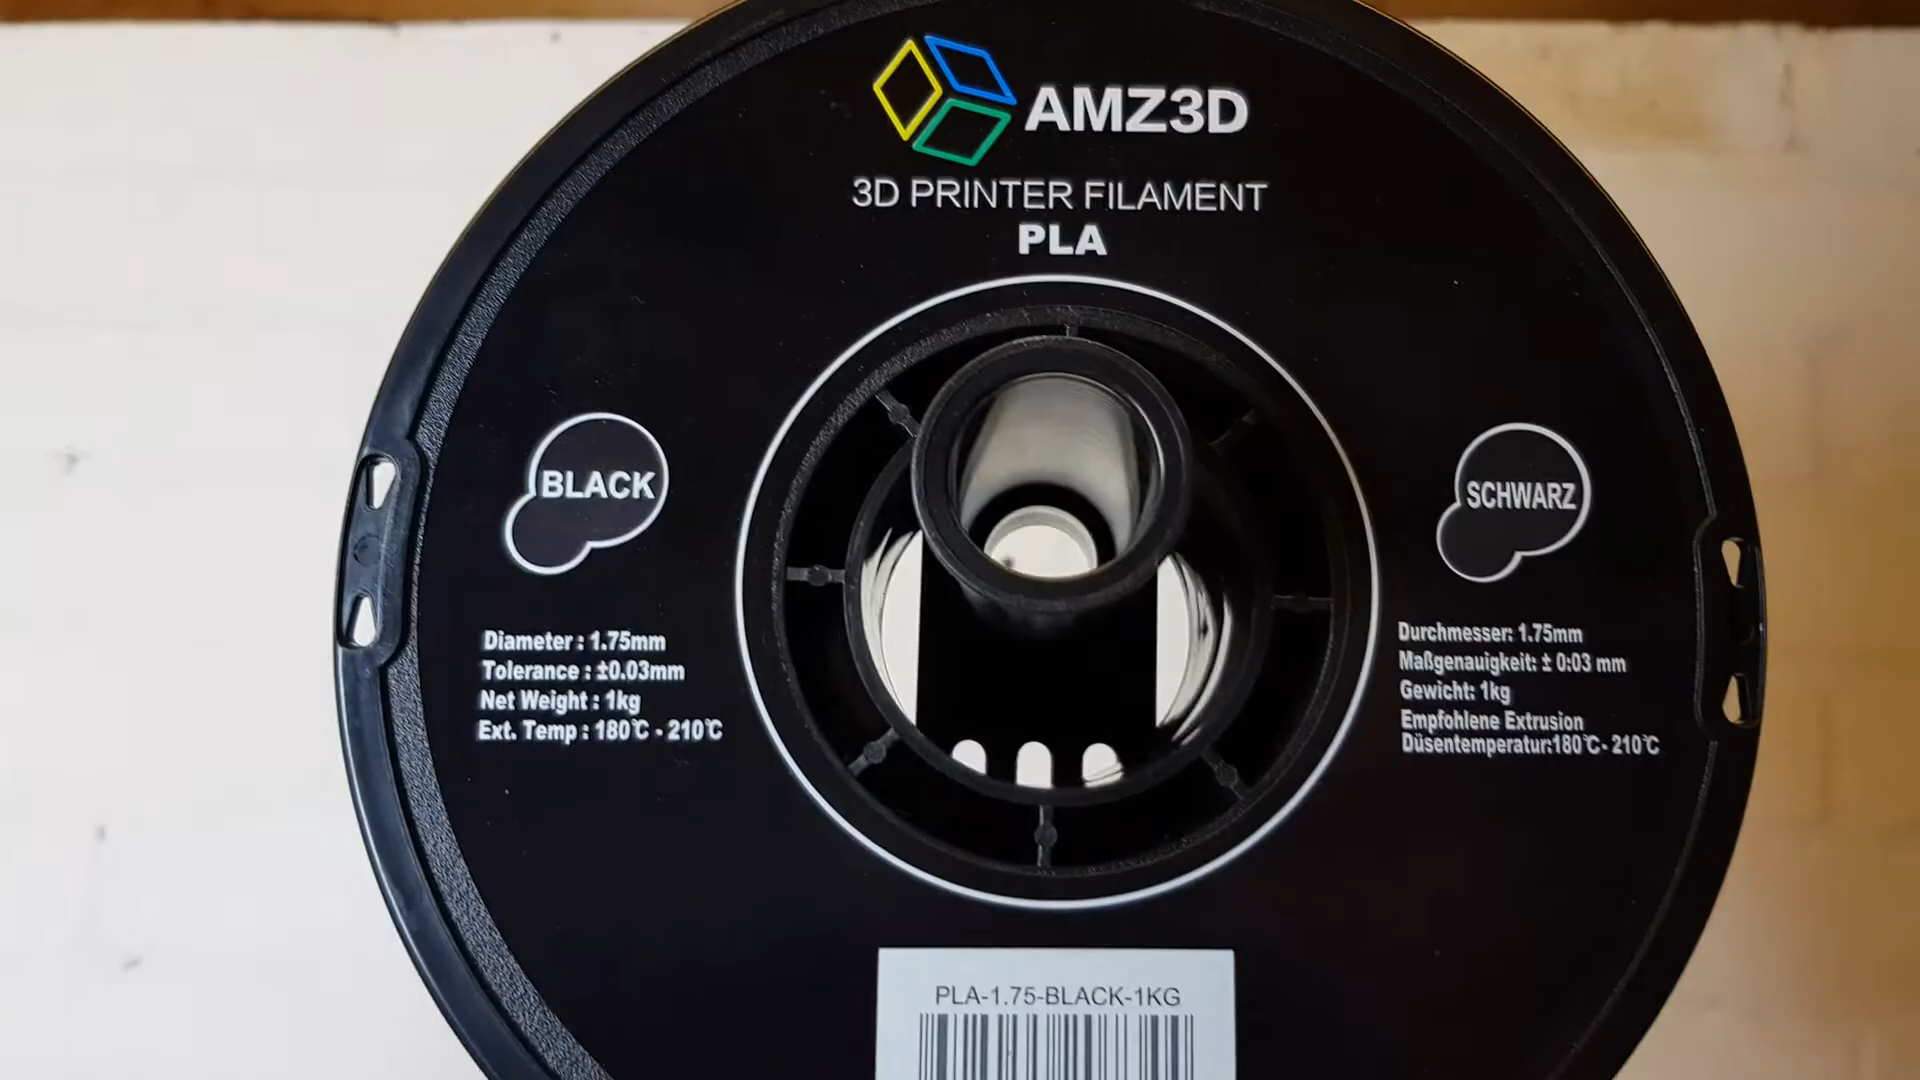 AMZ3D
3D PRINTER FILAMENT
PLA
BLACK
Diameter : 1.75mm
Tolerance : ±0.03mm
Net Weight : 1kg
Ext. Temp : 180℃ - 210℃
SCHWARZ
Durchmesser: 1.75mm
Maßgenauigkeit: ± 0:03 mm
Gewicht: 1kg
Empfohlene Extrusion
Düsentemperatur:180℃- 210℃
PLA-1.75-BLACK-1KG